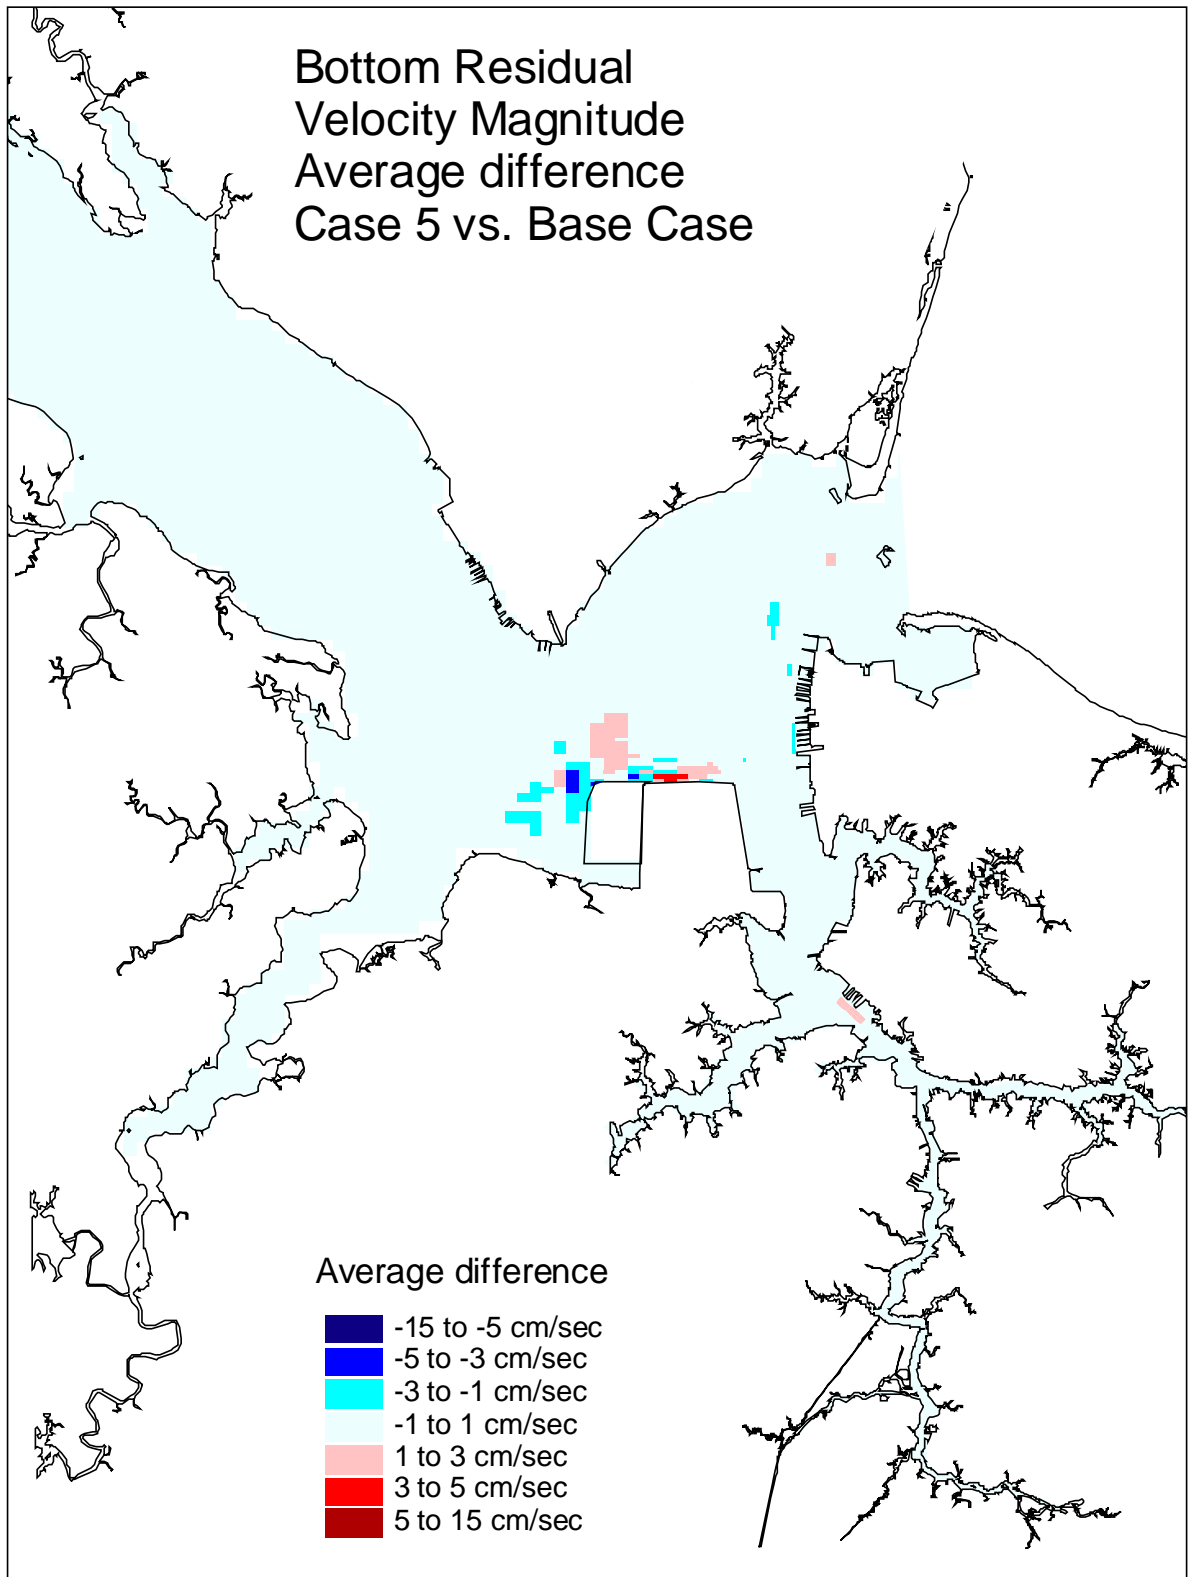 Bottom Residual
Velocity Magnitude
Average difference
Case 5 vs. Base Case
Average difference
-15 to -5 cm/sec
-5 to -3 cm/sec
-3 to -1 cm/sec
-1 to 1 cm/sec
1 to 3 cm/sec
3 to 5 cm/sec
5 to 15 cm/sec